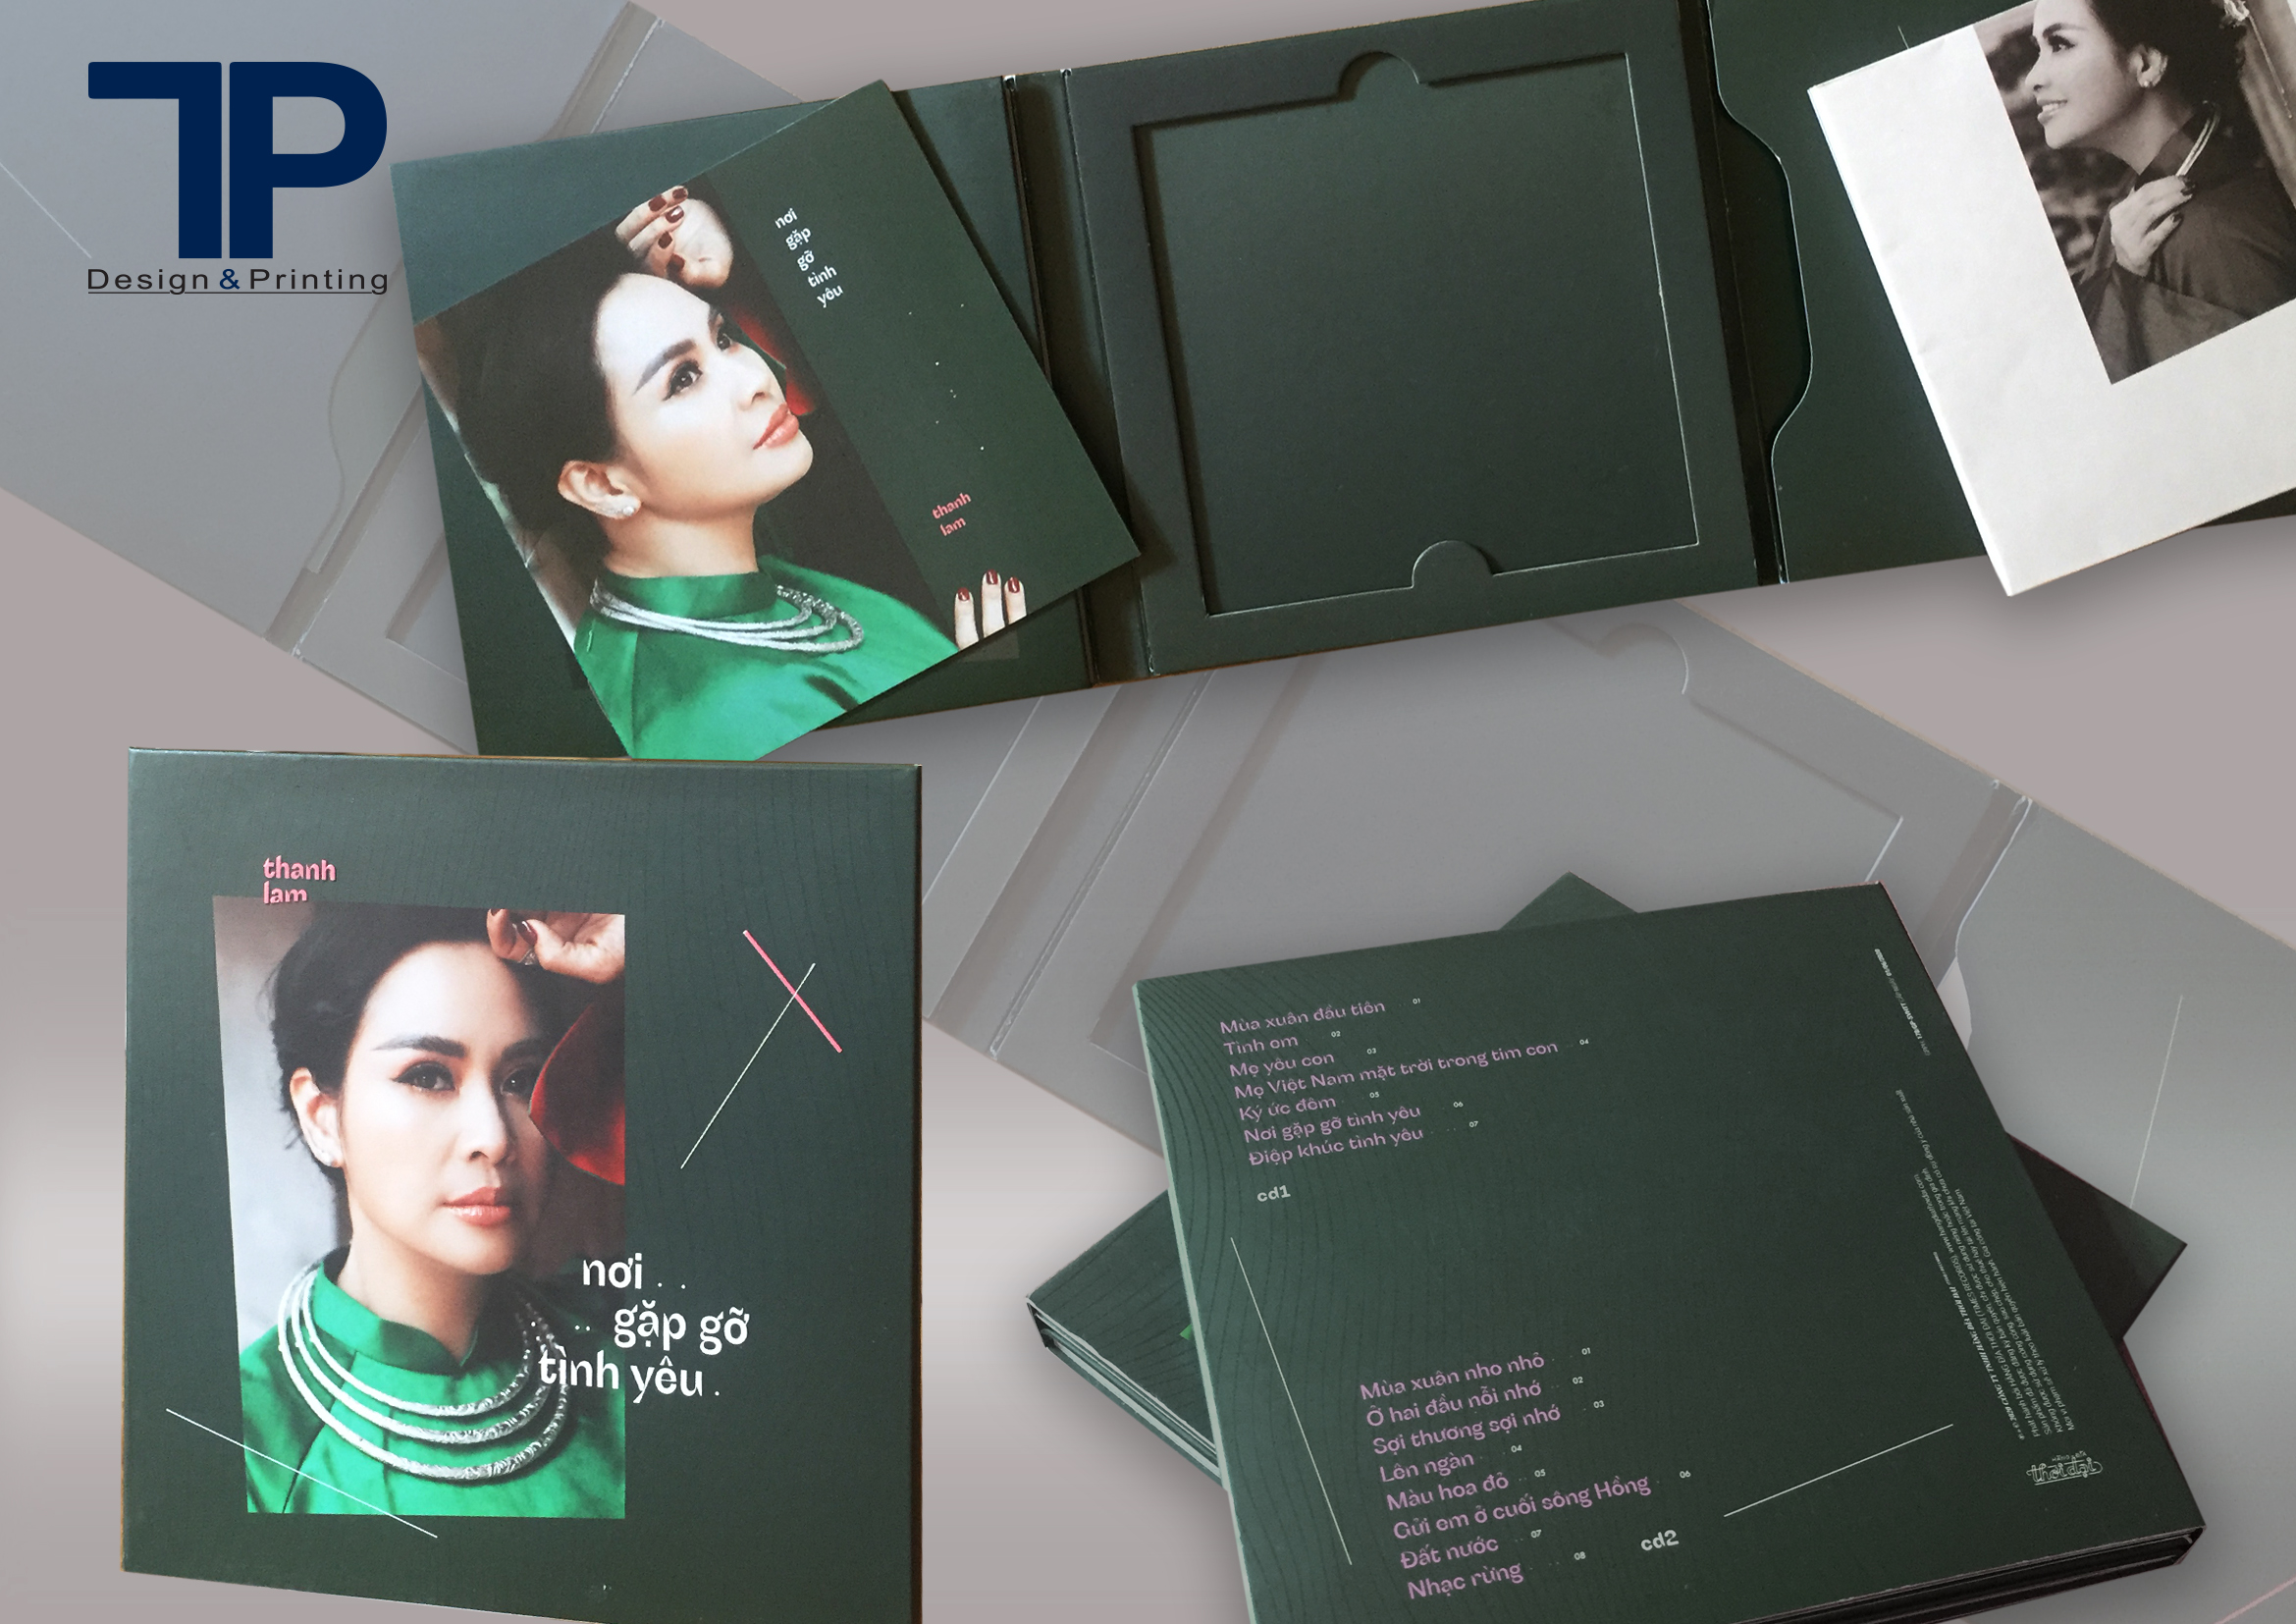 TP
Design & Printing
nơi
gặp
gỡ
tình
yêu
thanh
lam
thanh
lam
nơi . .
. . gặp gỡ
tình yêu .
Mùa xuân đầu tiên 01
Tình em 02
Mẹ yêu con 03
Mẹ Việt Nam mặt trời trong tim con 04
Ký ức đêm 05
Nơi gặp gỡ tình yêu 06
Điệp khúc tình yêu 07
cd1
Mùa xuân nho nhỏ 01
Ở hai đầu nỗi nhớ 02
Sợi thương sợi nhớ 03
Lên ngàn 04
Màu hoa đỏ 05
Gửi em ở cuối sông Hồng 06
Đất nước 07
Nhạc rừng 08
cd2
thời đại